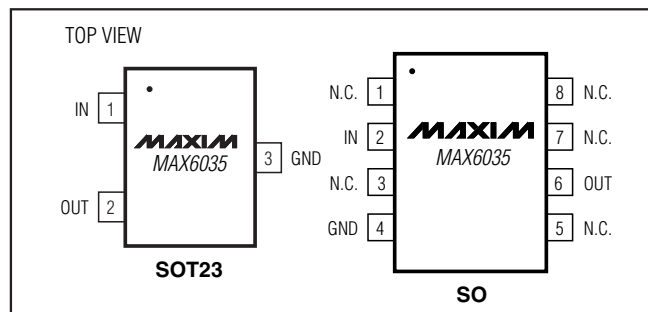 TOP VIEW
IN 1
OUT 2
3 GND
MAXIM
MAX6035
SOT23
N.C. 1
IN 2
N.C. 3
GND 4
8 N.C.
7 N.C.
6 OUT
5 N.C.
MAXIM
MAX6035
SO